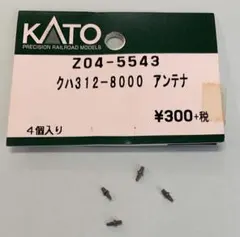 KATO
PRECISION RAILROAD MODELS
Z04-5543
クハ312-8000 アンテナ
¥300+税
4個入り